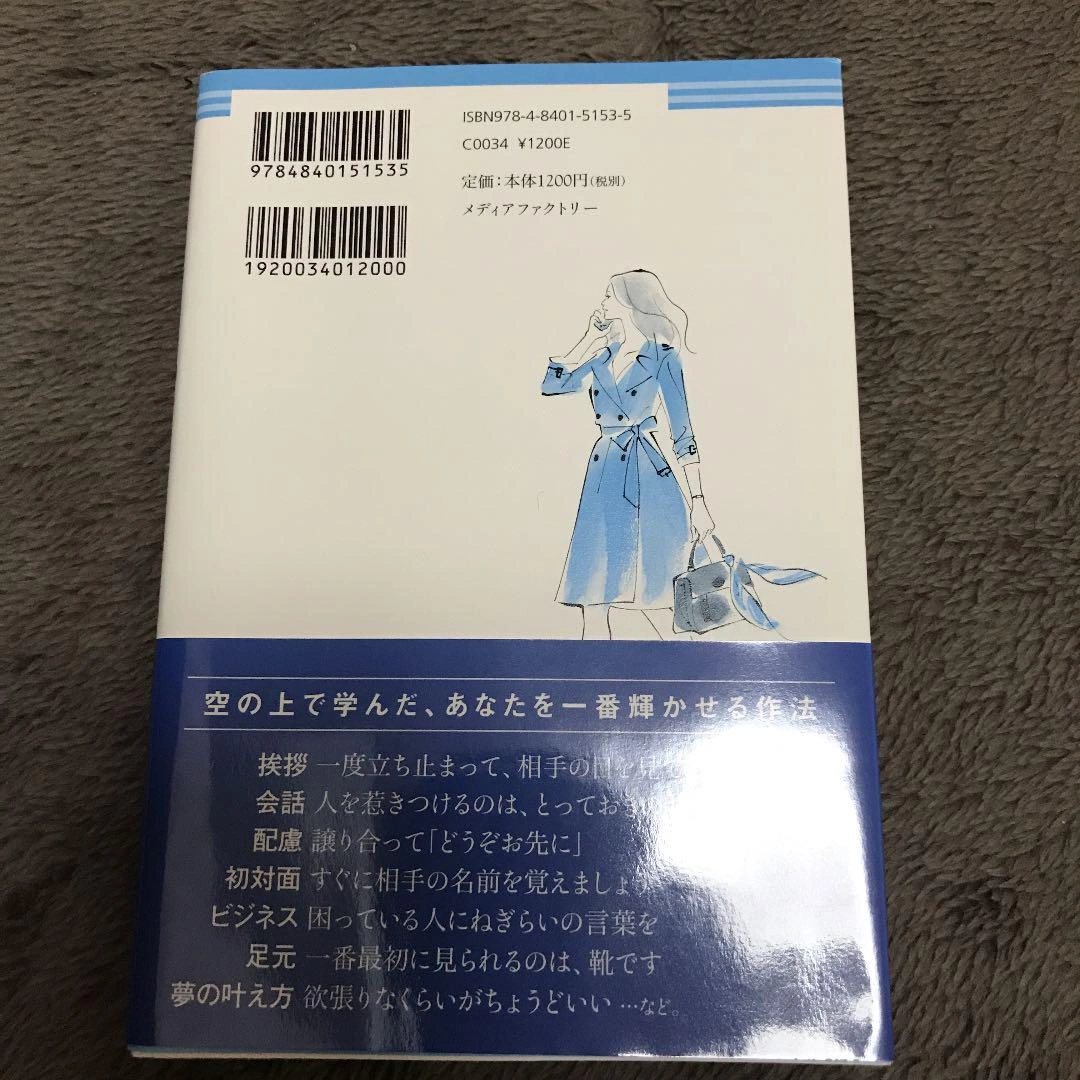 9784840151535
1920034012000
ISBN978-4-8401-5153-5
C0034 ¥1200E
定価：本体1200円(税別)
メディアファクトリー
空の上で学んだ、あなたを一番輝かせる作法
挨拶 一度立ち止まって、相手の目を見て
会話 人を惹きつけるのは、とっておき
配慮 譲り合って「どうぞお先に」
初対面 すぐに相手の名前を覚えましょう
ビジネス 困っている人にねぎらいの言葉を
足元 一番最初に見られるのは、靴です
夢の叶え方 欲張りなくらいがちょうどいい …など。